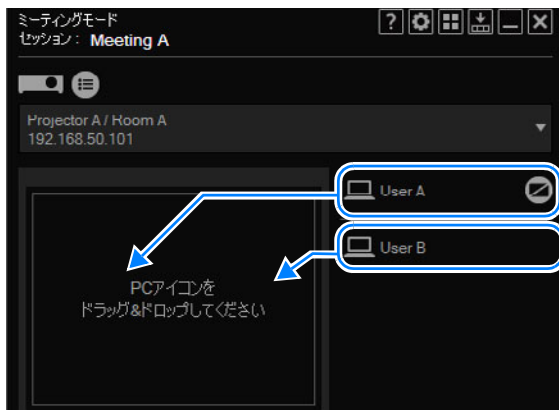 ミーティングモード
セッション： Meeting A
?
Projector A / Room A
192.168.50.101
User A
User B
PCアイコンを
ドラッグ&ドロップしてください